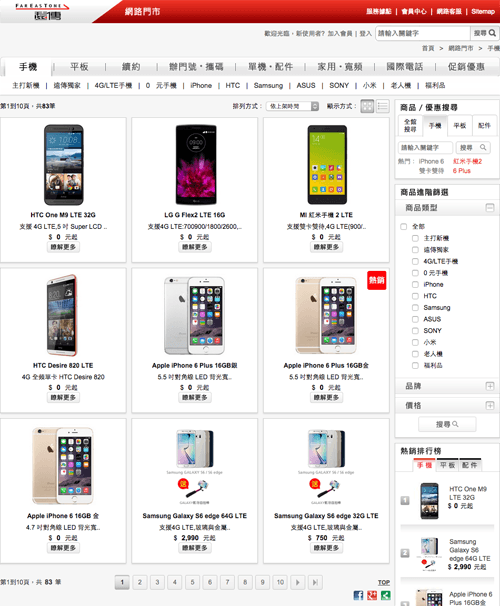 FAR EASTONE
遠傳
網路門市
服務據點 | 會員中心 | 網路客服 | Sitemap
歡迎光臨，新使用者? 加入會員 | 登入
請輸入關鍵字
搜尋
首頁 > 網路門市 > 手機
手機 平板 續約 辦門號‧攜碼 單機‧配件 家用‧寬頻 國際電話 促銷優惠
主打新機 | 遠傳獨家 | 4G/LTE手機 | 0 元手機 | iPhone | HTC | Samsung | ASUS | SONY | 小米 | 老人機 | 福利品
第1到10頁，共83筆
排列方式： 依上架時間
顯示方式：
HTC One M9 LTE 32G
支援 4G LTE,5 吋 Super LCD ..
$ 0 元起
瞭解更多
LG G Flex2 LTE 16G
支援4G LTE:700900/1800/2600,..
$ 0 元起
瞭解更多
MI 紅米手機 2 LTE
支援雙卡雙待,4G LTE(900/..
$ 0 元起
瞭解更多
HTC Desire 820 LTE
4G 全頻單卡 HTC Desire 820
$ 0 元起
瞭解更多
Apple iPhone 6 Plus 16GB銀
5.5 吋對角線 LED 背光寬..
$ 0 元起
瞭解更多
熱銷
Apple iPhone 6 Plus 16GB金
5.5 吋對角線 LED 背光寬..
$ 0 元起
瞭解更多
Apple iPhone 6 16GB 金
4.7 吋對角線 LED 背光寬..
$ 0 元起
瞭解更多
Samsung GALAXY S6 / S6 edge
送
Samsung Galaxy S6 edge 64G LTE
支援4G LTE,玻璃與金屬..
$ 2,990 元起
瞭解更多
Samsung GALAXY S6 / S6 edge
送
Samsung Galaxy S6 edge 32G LTE
支援4G LTE,玻璃與金屬..
$ 750 元起
瞭解更多
第1到10頁，共 83 筆
1 2 3 4 5 6 7 8 9 10
TOP
商品 / 優惠搜尋
全館搜尋 手機 平板 配件
請輸入關鍵字
搜尋
熱門： iPhone 6 紅米手機2
雙卡雙待 6 Plus
商品進階篩選
商品類型
全部
主打新機
遠傳獨家
4G/LTE手機
0 元手機
iPhone
HTC
Samsung
ASUS
SONY
小米
老人機
福利品
品牌
價格
搜尋
熱銷排行榜
手機 平板 配件
1
HTC One M9
LTE 32G
$ 0 元起
2
Samsung
Galaxy S6
edge 64G LTE
$ 2,990 元起
Apple iPhone 6
Plus 16GB金